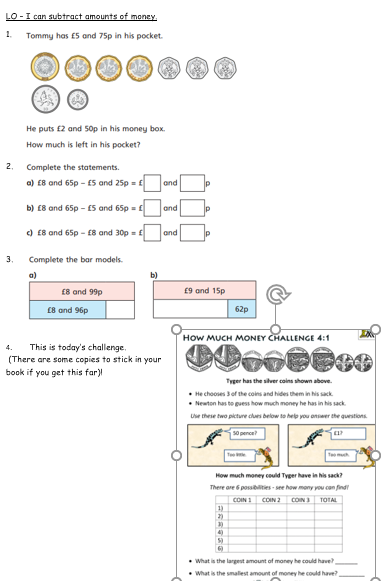 LO – I can subtract amounts of money.
1. Tommy has £5 and 75p in his pocket.
He puts £2 and 50p in his money box.
How much is left in his pocket?
2. Complete the statements.
a) £8 and 65p – £5 and 25p = £ and p
b) £8 and 65p – £5 and 65p = £ and p
c) £8 and 65p – £8 and 30p = £ and p
3. Complete the bar models.
a) b)
£8 and 99p
£8 and 96p
£9 and 15p
62p
4. This is today's challenge.
(There are some copies to stick in your
book if you get this far)!
HOW MUCH MONEY CHALLENGE 4:1
Tyger has the silver coins shown above.
• He chooses 3 of the coins and hides them in his sack.
• Newton has to guess how much money he has in his sack.
Use these two picture clues below to help you answer the questions.
50 pence?
Too little.
£1?
Too much.
How much money could Tyger have in his sack?
There are 6 possibilities - see how many you can find!
COIN 1 COIN 2 COIN 3 TOTAL
1)
2)
3)
4)
5)
6)
• What is the largest amount of money he could have?
• What is the smallest amount of money he could have?